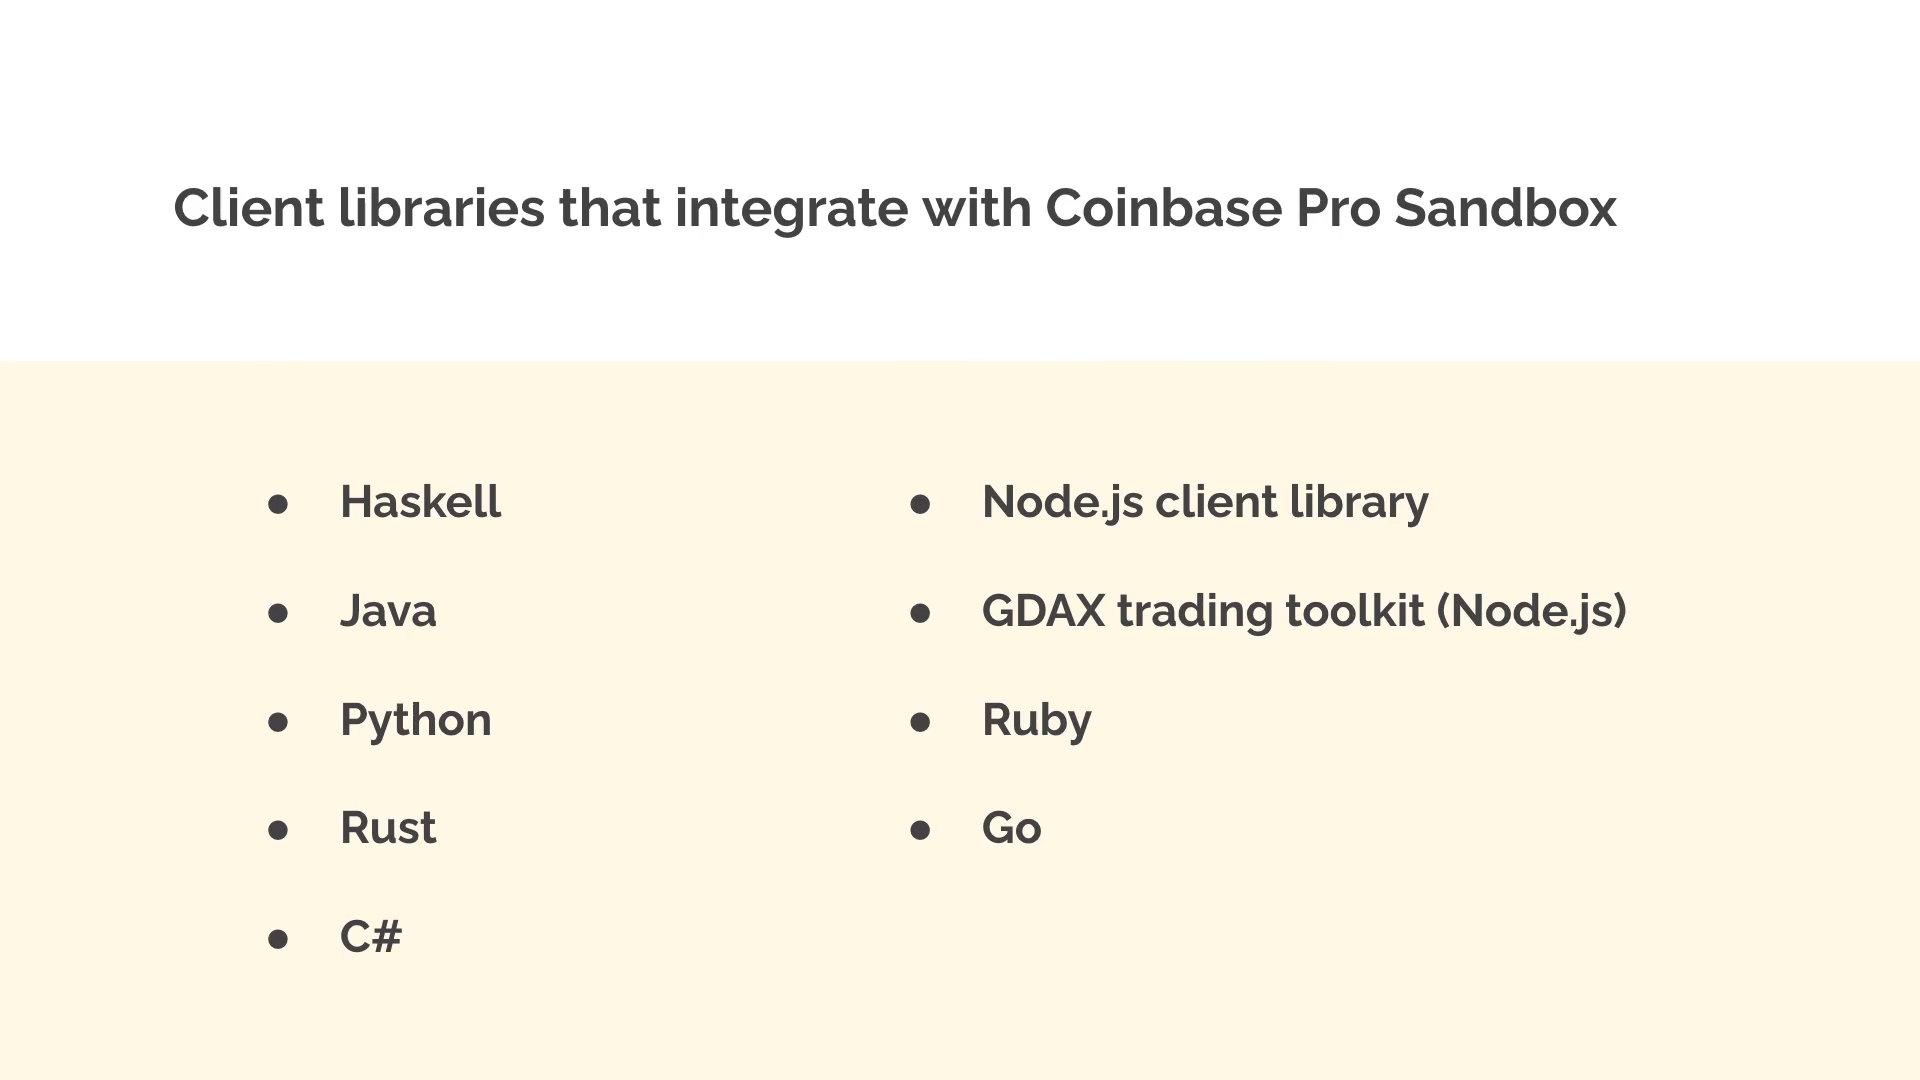 Client libraries that integrate with Coinbase Pro Sandbox
● Haskell
● Java
● Python
● Rust
● C#
● Node.js client library
● GDAX trading toolkit (Node.js)
● Ruby
● Go